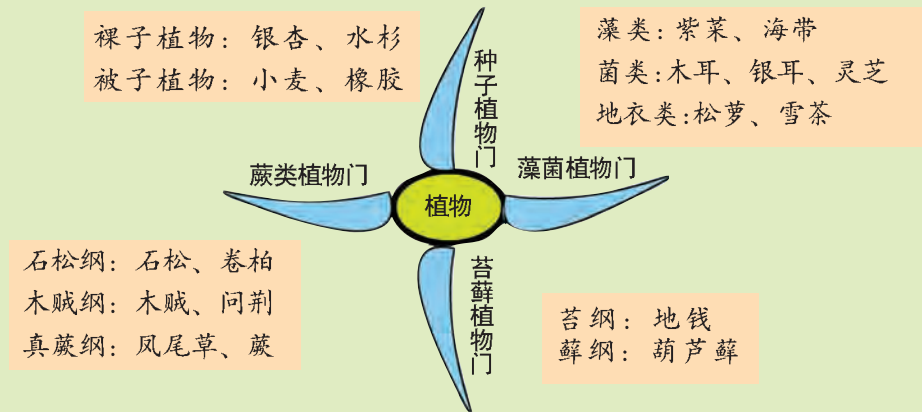 裸子植物：银杏、水杉
被子植物：小麦、橡胶
种子植物门
藻类:紫菜、海带
菌类:木耳、银耳、灵芝
地衣类:松萝、雪茶
蕨类植物门
植物
藻菌植物门
石松纲：石松、卷柏
木贼纲：木贼、问荆
真蕨纲：凤尾草、蕨
苔藓植物门
苔纲：地钱
藓纲：葫芦藓